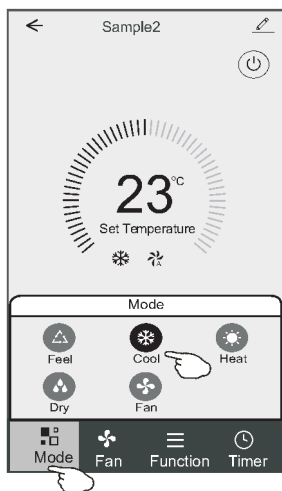 Sample2
23°C
Set Temperature
A
Mode
Feel Cool Heat
Dry Fan
Mode Fan Function Timer